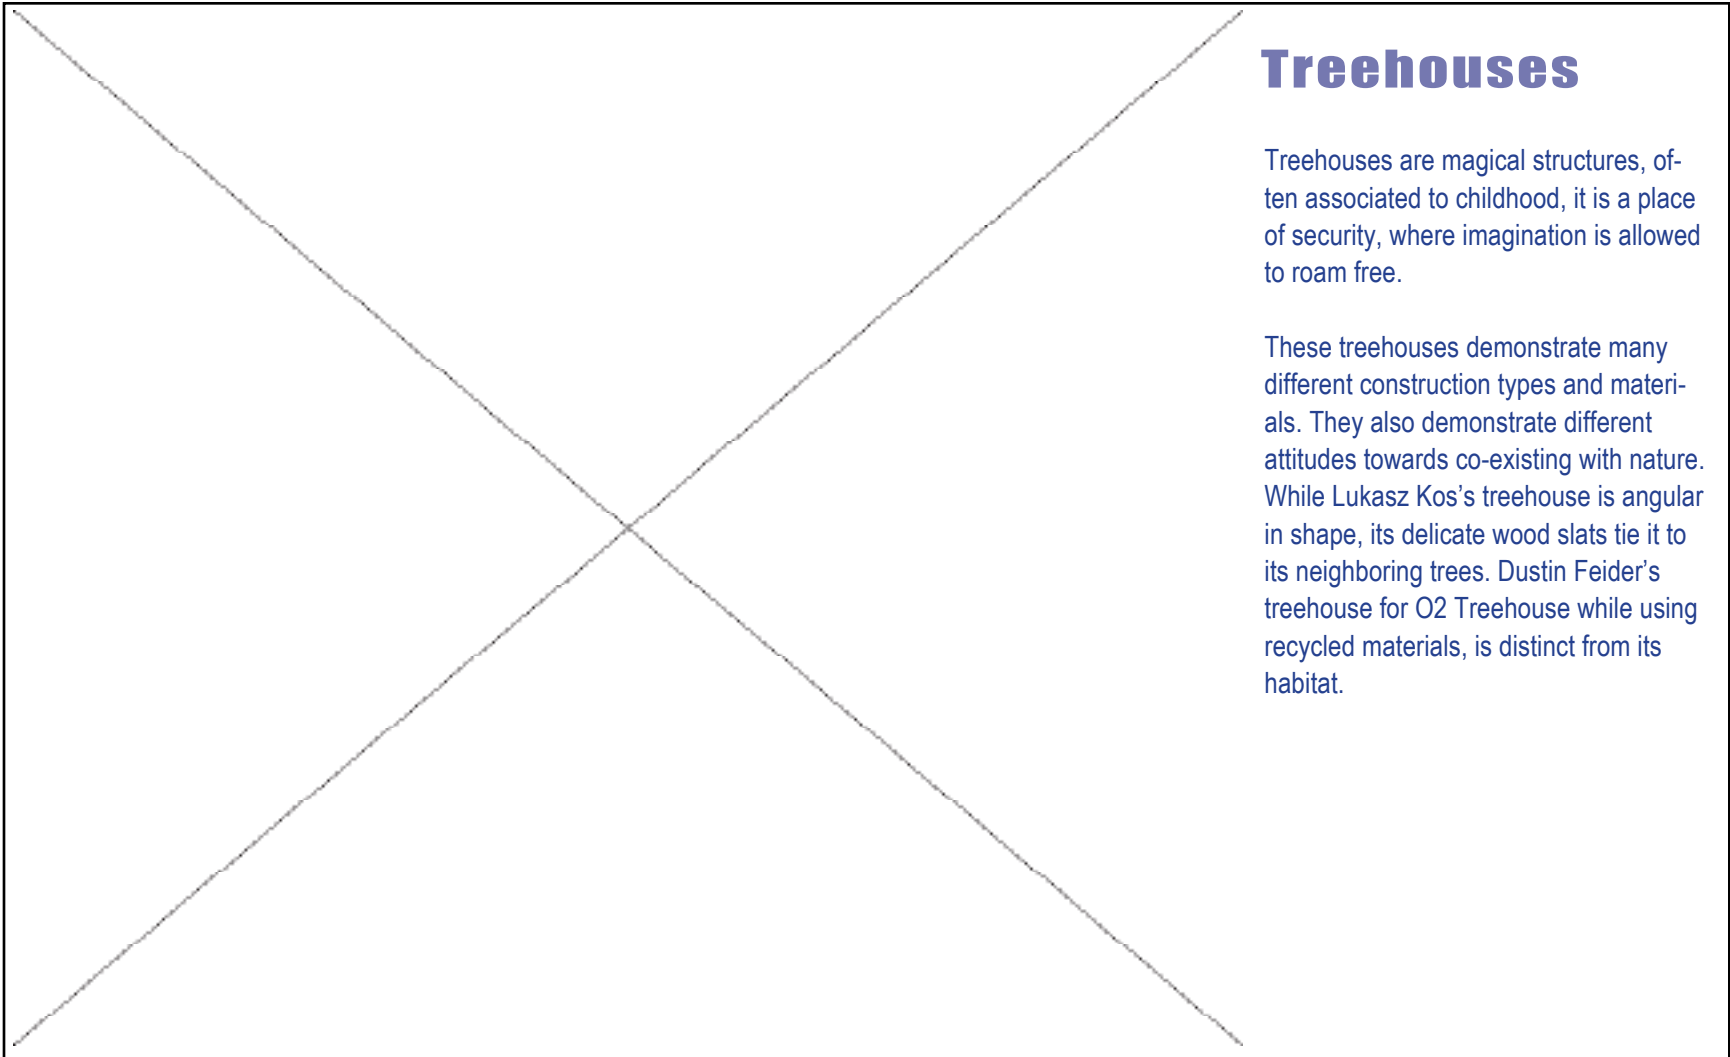 Treehouses
Treehouses are magical structures, of-
ten associated to childhood, it is a place
of security, where imagination is allowed
to roam free.
These treehouses demonstrate many
different construction types and materi-
als. They also demonstrate different
attitudes towards co-existing with nature.
While Lukasz Kos’s treehouse is angular
in shape, its delicate wood slats tie it to
its neighboring trees. Dustin Feider’s
treehouse for O2 Treehouse while using
recycled materials, is distinct from its
habitat.